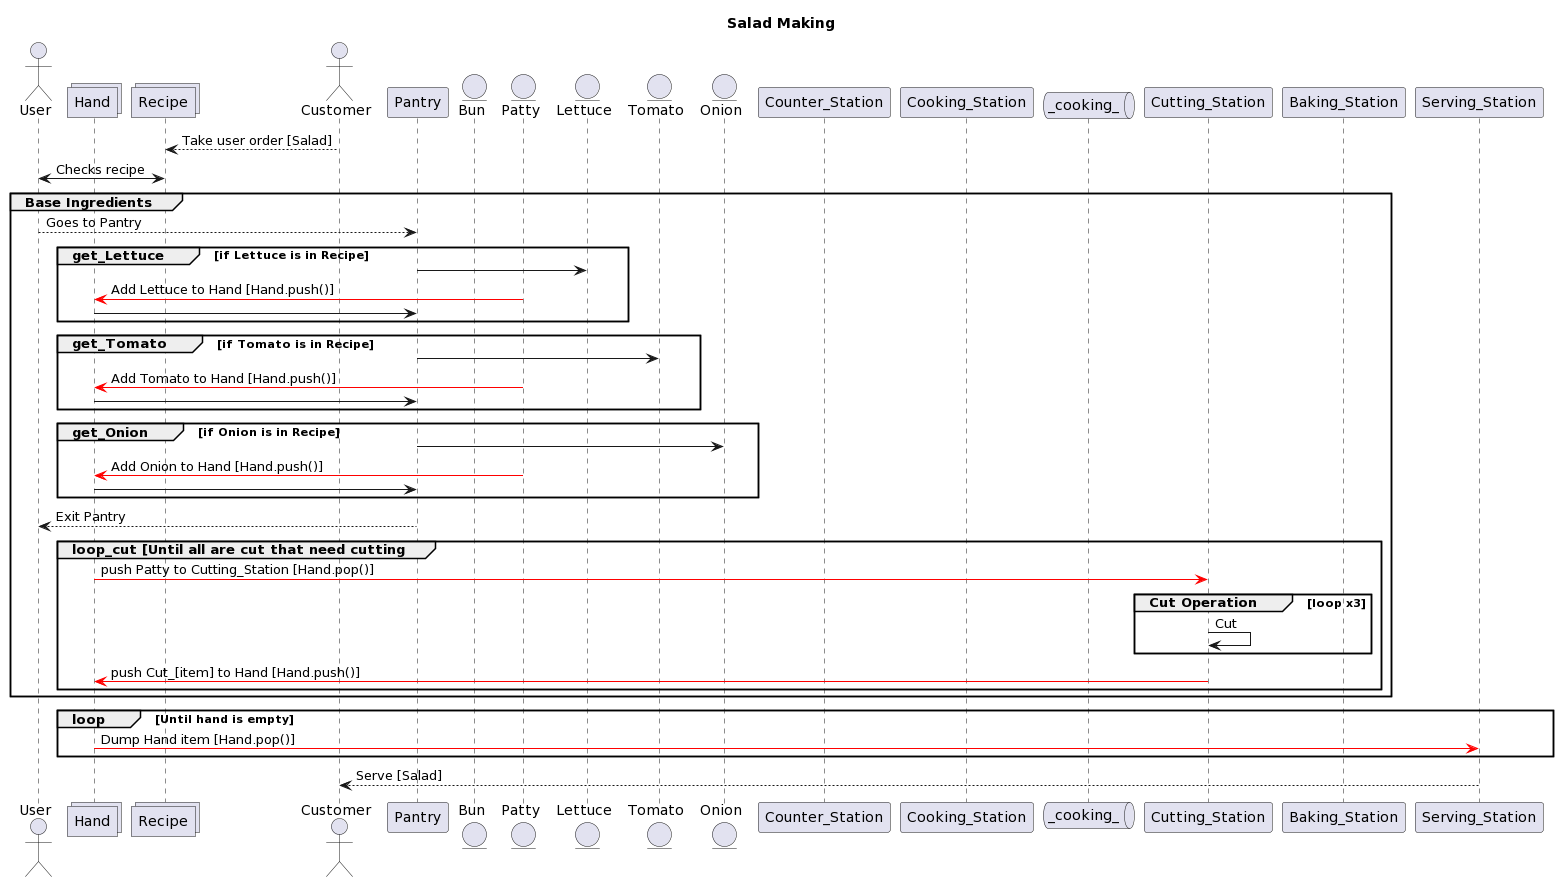 Salad Making
User
Hand
Recipe
Customer
Pantry
Bun
Patty
Lettuce
Tomato
Onion
Counter_Station
Cooking_Station
_cooking_
Cutting_Station
Baking_Station
Serving_Station
Take user order [Salad]
Checks recipe
Base Ingredients
Goes to Pantry
get_Lettuce [if Lettuce is in Recipe]
Add Lettuce to Hand [Hand.push()]
get_Tomato [if Tomato is in Recipe]
Add Tomato to Hand [Hand.push()]
get_Onion [if Onion is in Recipe]
Add Onion to Hand [Hand.push()]
Exit Pantry
loop_cut [Until all are cut that need cutting
push Patty to Cutting_Station [Hand.pop()]
Cut Operation [loop x3]
Cut
push Cut_[item] to Hand [Hand.push()]
loop [Until hand is empty]
Dump Hand item [Hand.pop()]
Serve [Salad]
User
Hand
Recipe
Customer
Pantry
Bun
Patty
Lettuce
Tomato
Onion
Counter_Station
Cooking_Station
_cooking_
Cutting_Station
Baking_Station
Serving_Station